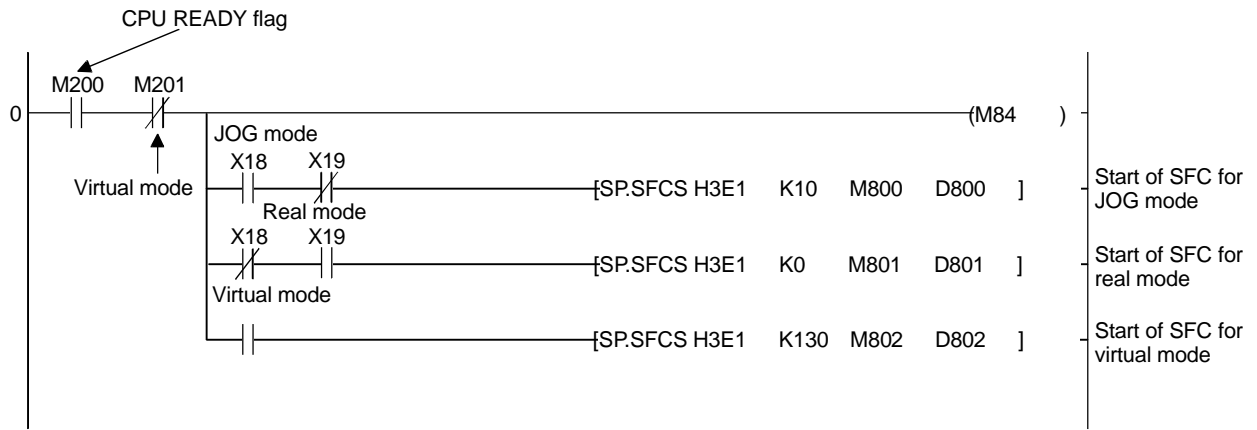 CPU READY flag
M200 M201
0 (M84 )
JOG mode
X18 X19
Virtual mode [SP.SFCS H3E1 K10 M800 D800 ] Start of SFC for
JOG mode
Real mode
X18 X19
[SP.SFCS H3E1 K0 M801 D801 ] Start of SFC for
real mode
Virtual mode
[SP.SFCS H3E1 K130 M802 D802 ] Start of SFC for
virtual mode